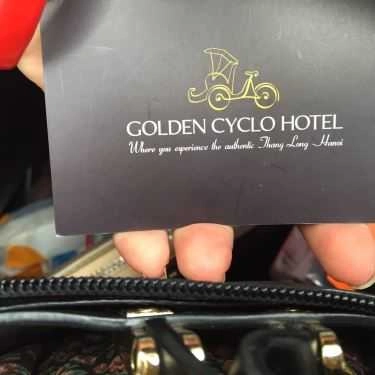 GOLDEN CYCLO HOTEL
Where you experience the authentic Thang Long - Hanoi